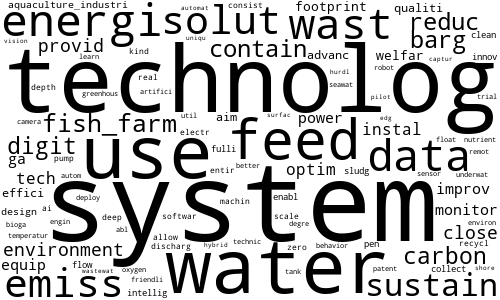 aquaculture_industri automat consist footprint qualiti
energi solut wast reduc clean
vision uniqu barg
provid kind contain advanc welfar innov
learn real robot captur
technolog
depth greenhous artifici hurdl seawat pilot trial
camera fish_farm util surfac aim power instal edg
electr float nutrient
digit use feed data remot
ga pump fulli better
tech autom entir optim sludg sensor underwat
effici system improv
deploy machin enabl
design ai abl deep softwar scale monitor
bioga engin degre environ
temperatur environment allow technic zero behavior pen close
discharg hybrid recycl
equip flow water carbon
wastewat oxygen tank patent collect shore
emiss friendli sustain
intellig